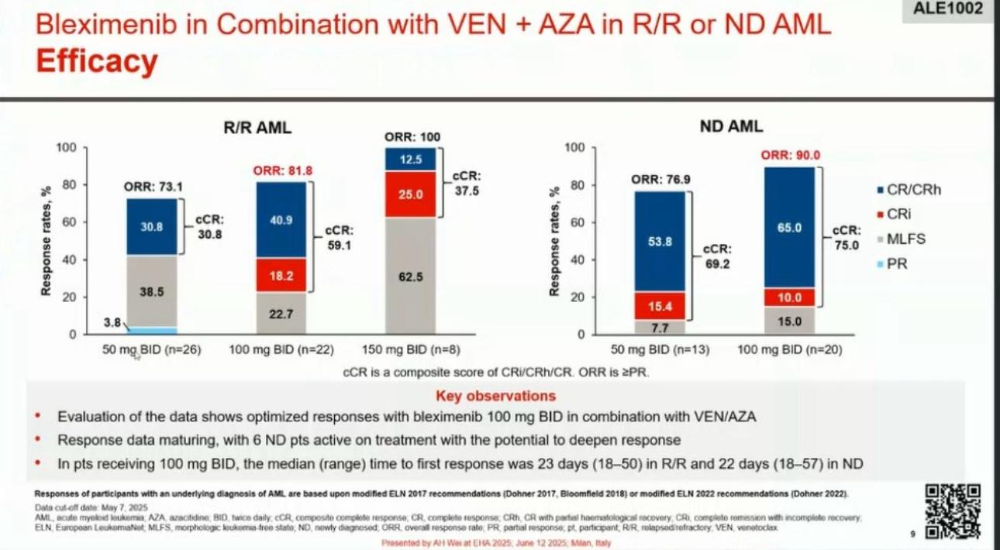 ALE1002
Bleximenib in Combination with VEN + AZA in R/R or ND AML
Efficacy
R/R AML
Response rates, %
100
80
60
40
20
0
ORR: 73.1
30.8
38.5
3.8
cCR:
30.8
ORR: 81.8
40.9
18.2
22.7
cCR:
59.1
ORR: 100
12.5
25.0
62.5
cCR:
37.5
50 mg BID (n=26)
100 mg BID (n=22)
150 mg BID (n=8)
ND AML
Response rates, %
100
80
60
40
20
0
ORR: 76.9
53.8
15.4
7.7
cCR:
69.2
ORR: 90.0
65.0
10.0
15.0
cCR:
75.0
50 mg BID (n=13)
100 mg BID (n=20)
CR/CRh
CRi
MLFS
PR
cCR is a composite score of CRi/CRh/CR. ORR is ≥PR.
Key observations
• Evaluation of the data shows optimized responses with bleximenib 100 mg BID in combination with VEN/AZA
• Response data maturing, with 6 ND pts active on treatment with the potential to deepen response
• In pts receiving 100 mg BID, the median (range) time to first response was 23 days (18–50) in R/R and 22 days (18–57) in ND
Responses of participants with an underlying diagnosis of AML are based upon modified ELN 2017 recommendations (Dohner 2017, Bloomfield 2018) or modified ELN 2022 recommendations (Dohner 2022).
Data cut-off date: May 7, 2025
AML, acute myeloid leukemia; AZA, azacitidine; BID, twice daily; cCR, composite complete response; CR, complete response; CRh, CR with partial haematological recovery; CRi, complete remission with incomplete recovery;
ELN, European LeukemiaNet; MLFS, morphologic leukemia-free state; ND, newly diagnosed; ORR, overall response rate; PR, partial response; pt, participant; R/R, relapsed/refractory; VEN, venetoclax.
9
Presented by AH Wei at EHA 2025; June 12 2025; Milan, Italy